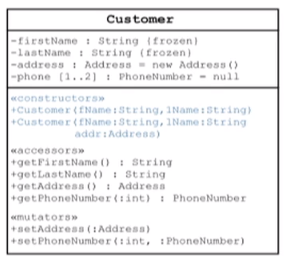 Customer
-firstName : String {frozen}
-lastName : String {frozen}
-address : Address = new Address()
-phone [1..2] : PhoneNumber = null
«constructors»
+Customer(fName:String,lName:String)
+Customer(fName:String,lName:String
addr:Address)
«accessors»
+getFirstName() : String
+getLastName() : String
+getAddress() : Address
+getPhoneNumber(:int) : PhoneNumber
«mutators»
+setAddress(:Address)
+setPhoneNumber(:int, :PhoneNumber)